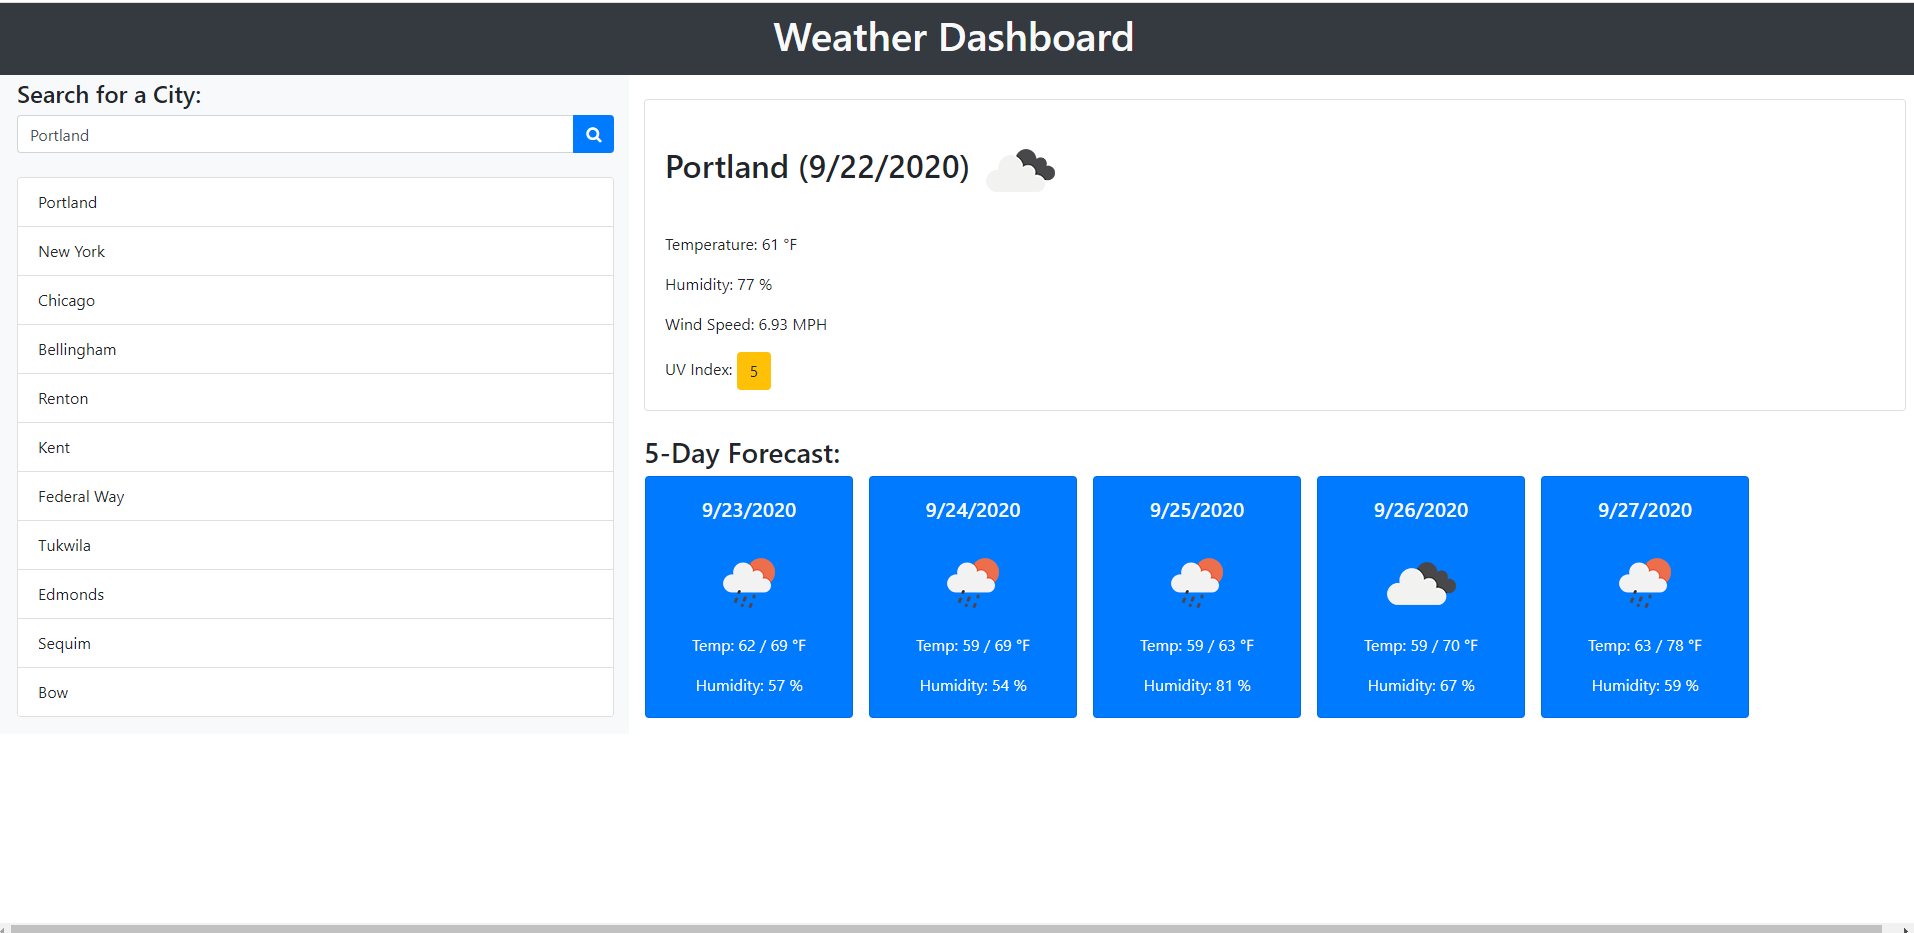 Weather Dashboard
Search for a City:
Portland
Portland
New York
Chicago
Bellingham
Renton
Kent
Federal Way
Tukwila
Edmonds
Sequim
Bow
Portland (9/22/2020)
Temperature: 61 °F
Humidity: 77 %
Wind Speed: 6.93 MPH
UV Index: 5
5-Day Forecast:
9/23/2020
Temp: 62 / 69 °F
Humidity: 57 %
9/24/2020
Temp: 59 / 69 °F
Humidity: 54 %
9/25/2020
Temp: 59 / 63 °F
Humidity: 81 %
9/26/2020
Temp: 59 / 70 °F
Humidity: 67 %
9/27/2020
Temp: 63 / 78 °F
Humidity: 59 %